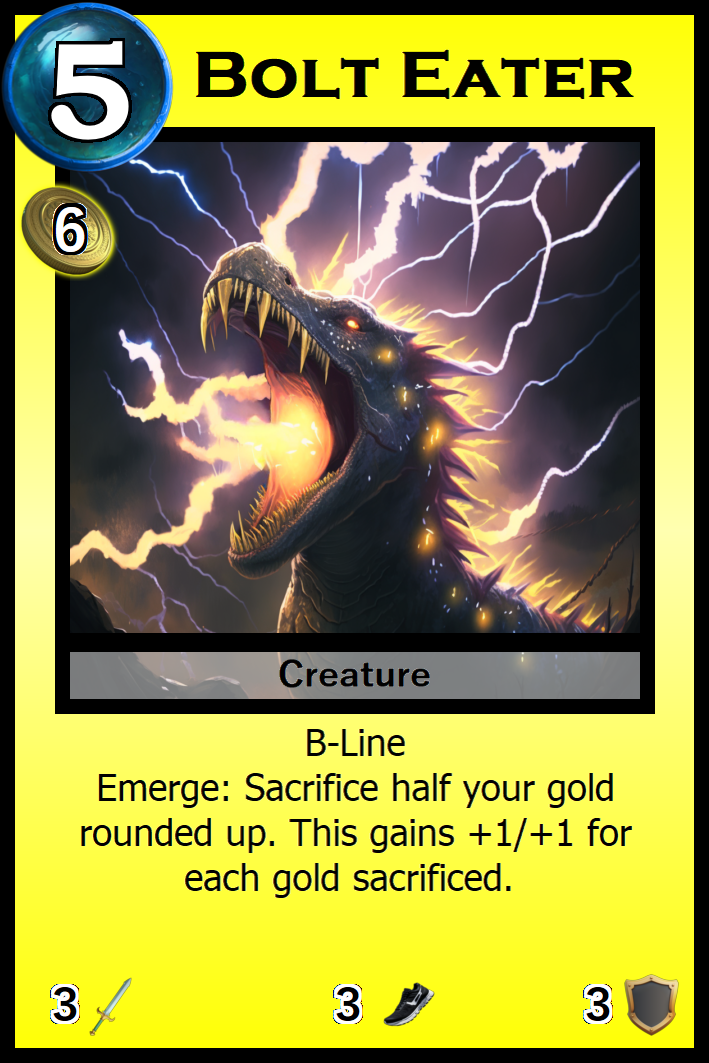 5
Bolt Eater
6
Creature
B-Line
Emerge: Sacrifice half your gold
rounded up. This gains +1/+1 for
each gold sacrificed.
3 3 3